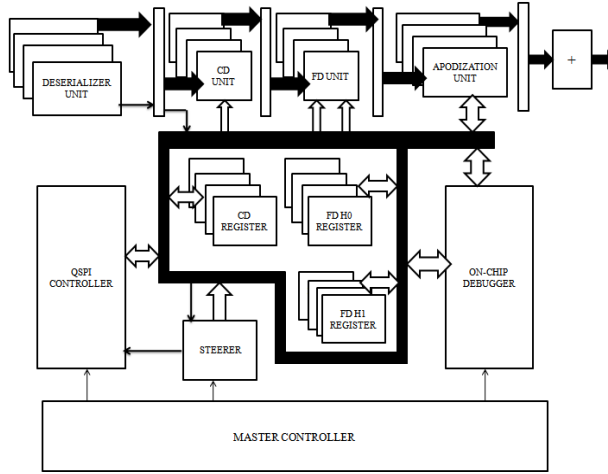 DESERIALIZER
UNIT
CD
UNIT
FD UNIT
APODIZATION
UNIT
+
CD
REGISTER
FD H0
REGISTER
QSPI
CONTROLLER
ON-CHIP
DEBUGGER
FD H1
REGISTER
STEERER
MASTER CONTROLLER